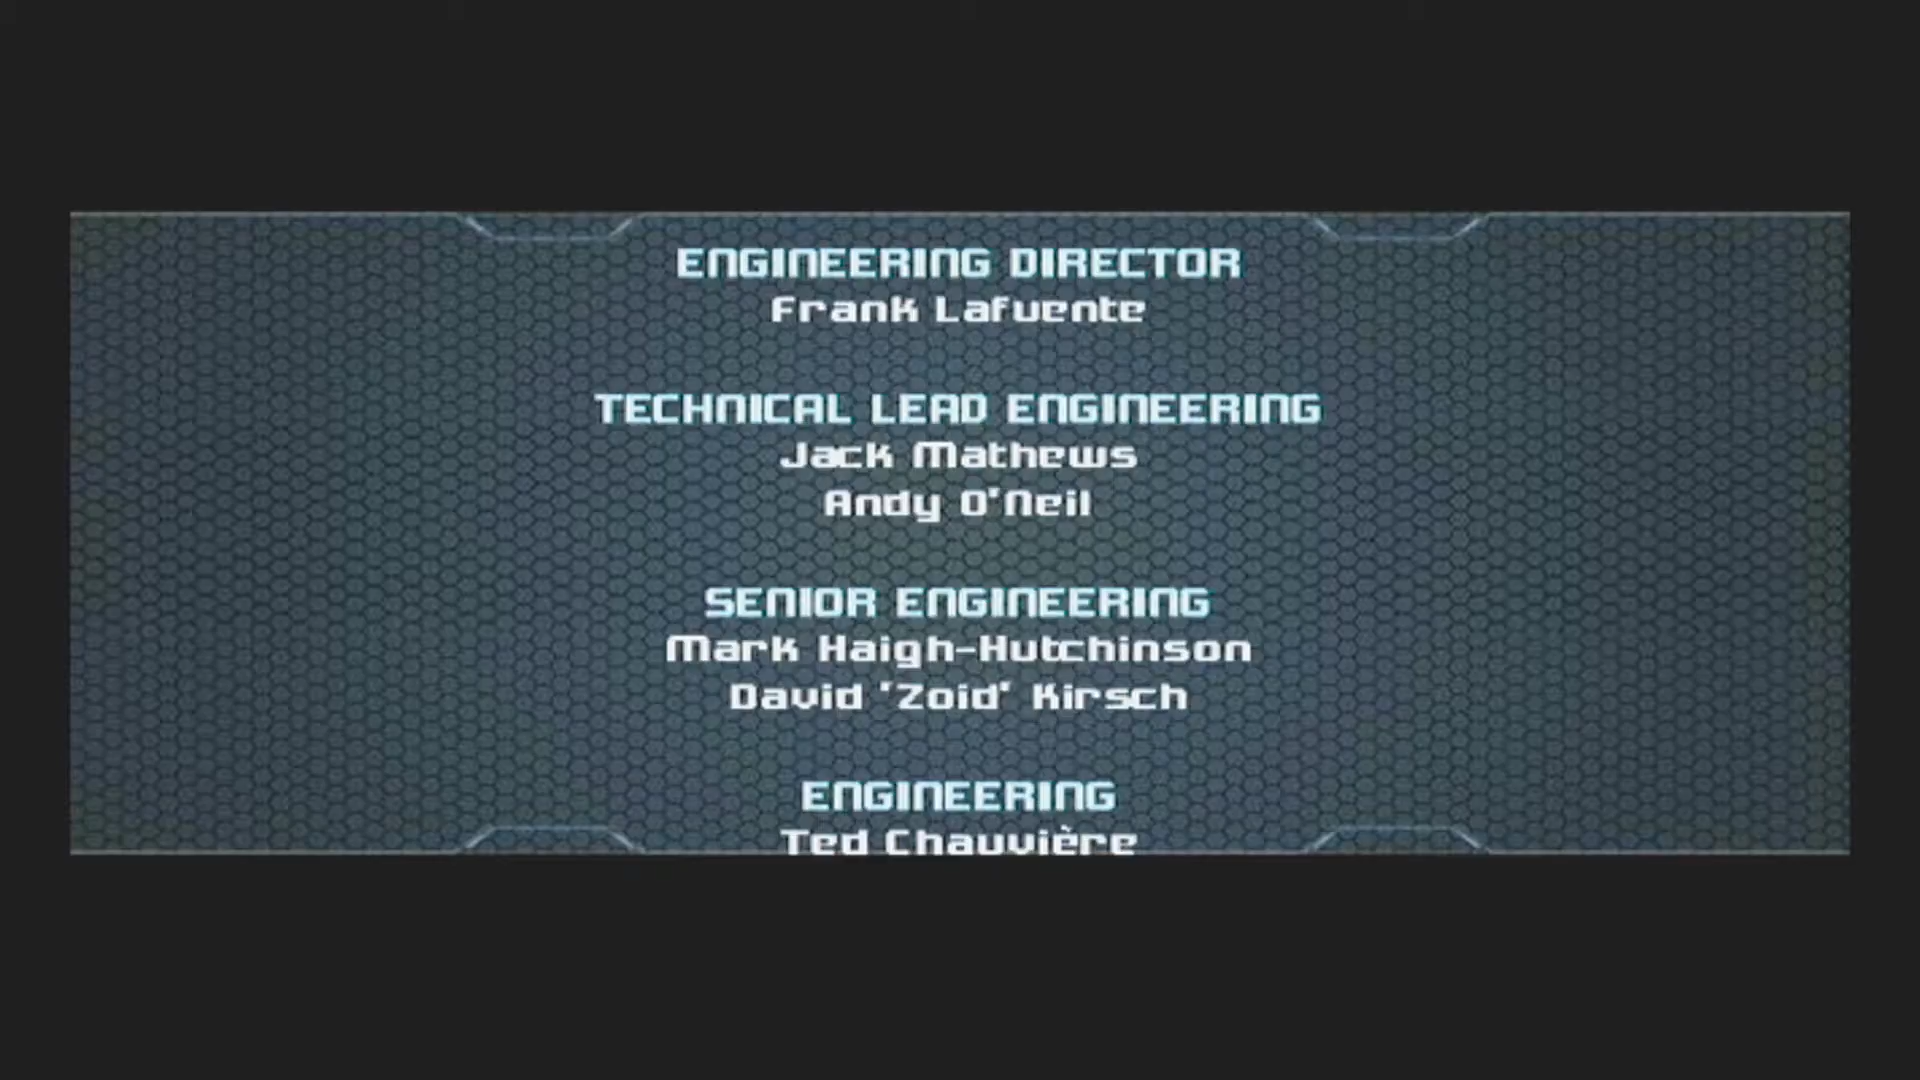 ENGINEERING DIRECTOR
Frank Lafuente
TECHNICAL LEAD ENGINEERING
Jack Mathews
Andy O'Neil
SENIOR ENGINEERING
Mark Haigh-Hutchinson
David 'Zoid' Kirsch
ENGINEERING
Ted Chauvière